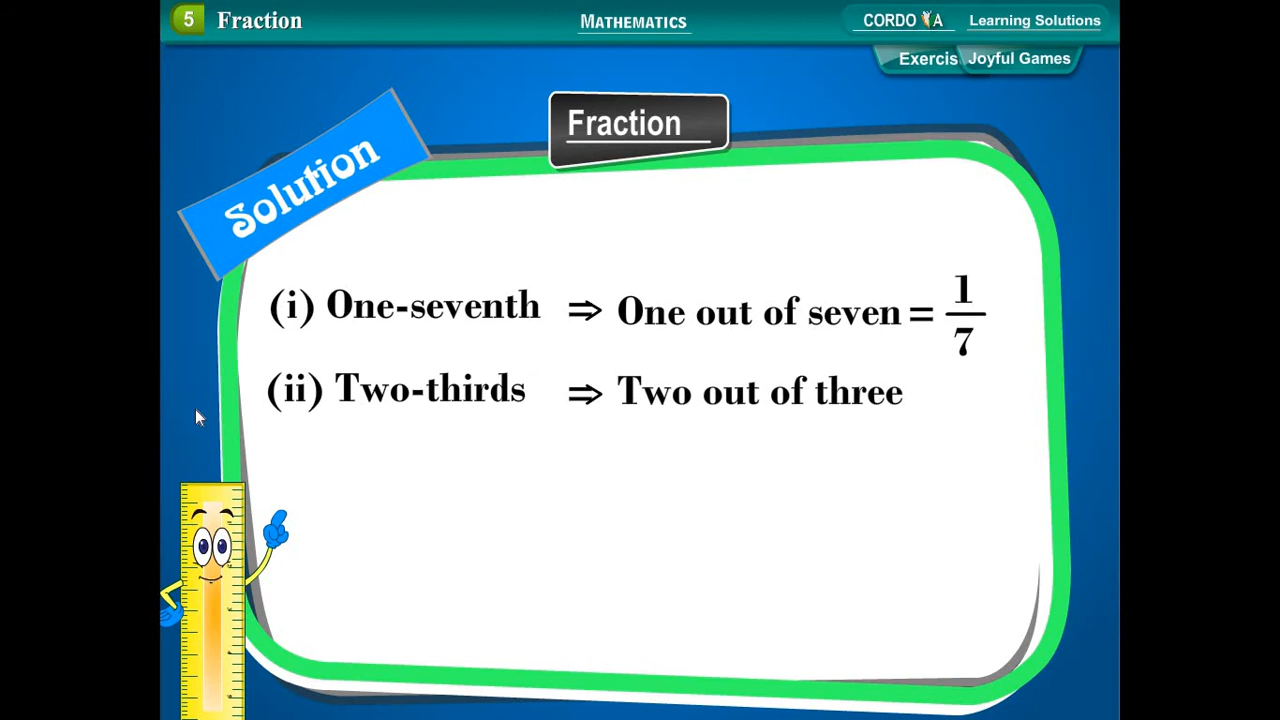 5 Fraction
MATHEMATICS
CORDOVA Learning Solutions
Exercis Joyful Games
Fraction
Solution
(i) One-seventh ⇒ One out of seven = 1/7
(ii) Two-thirds ⇒ Two out of three